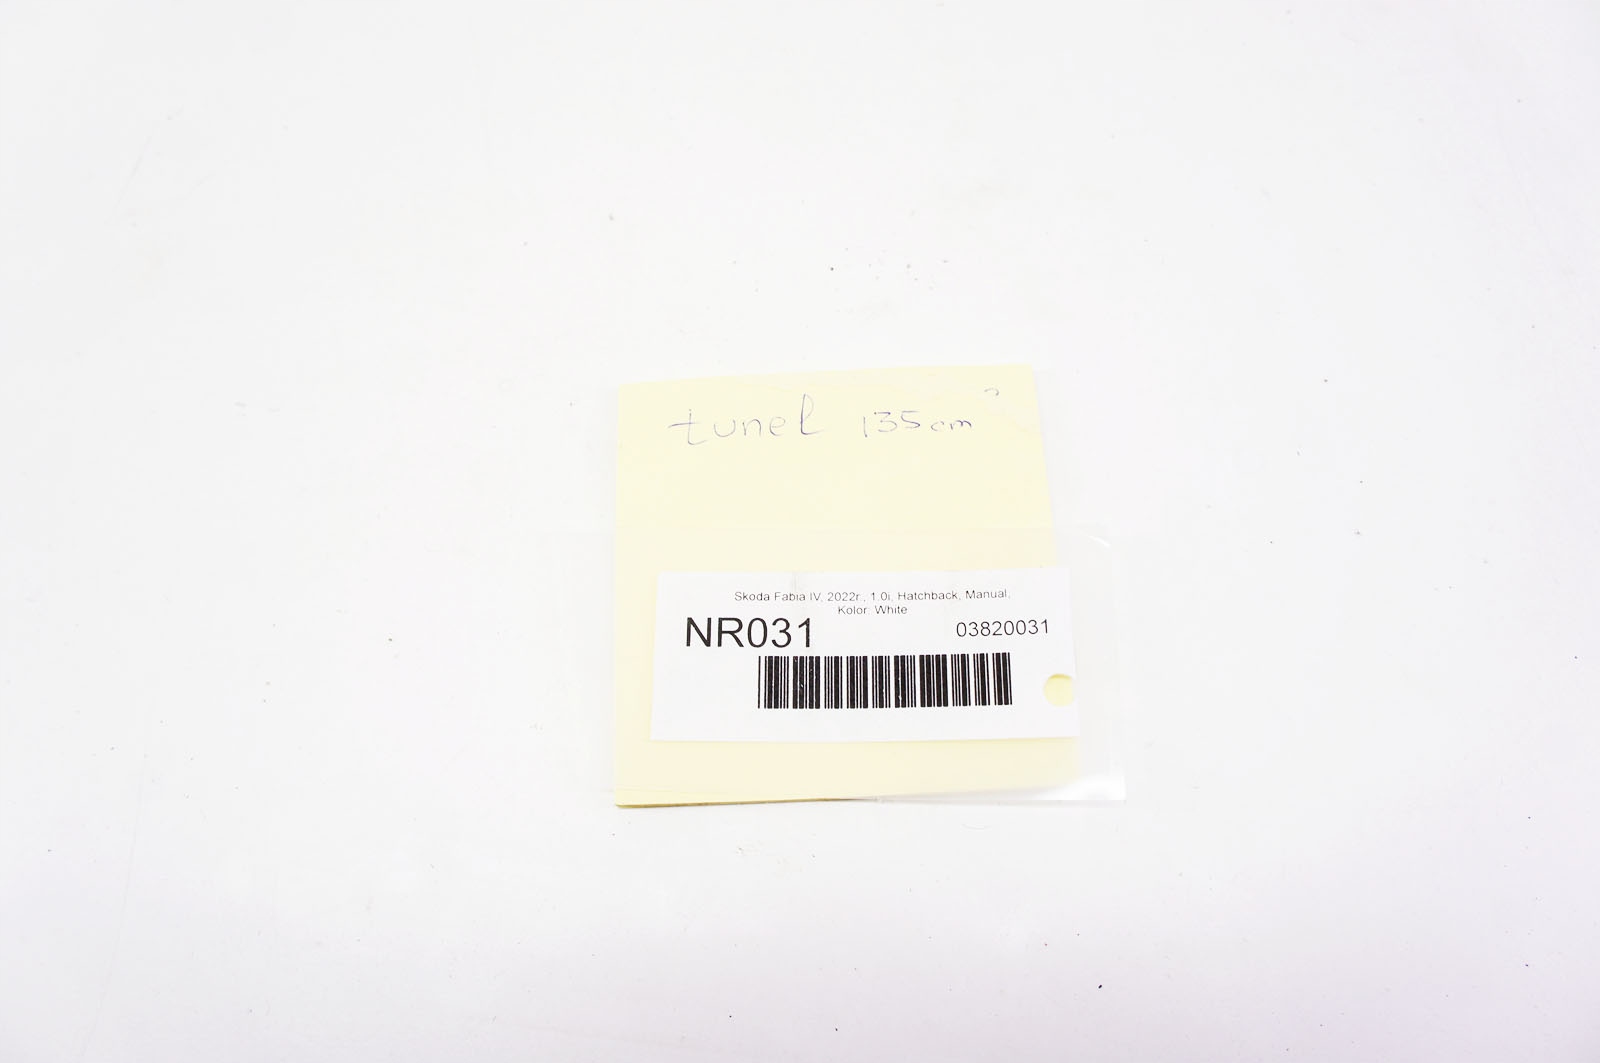 tunel 135cm
Skoda Fabia IV, 2022r., 1.0i, Hatchback, Manual,
Kolor: White
NR031 03820031